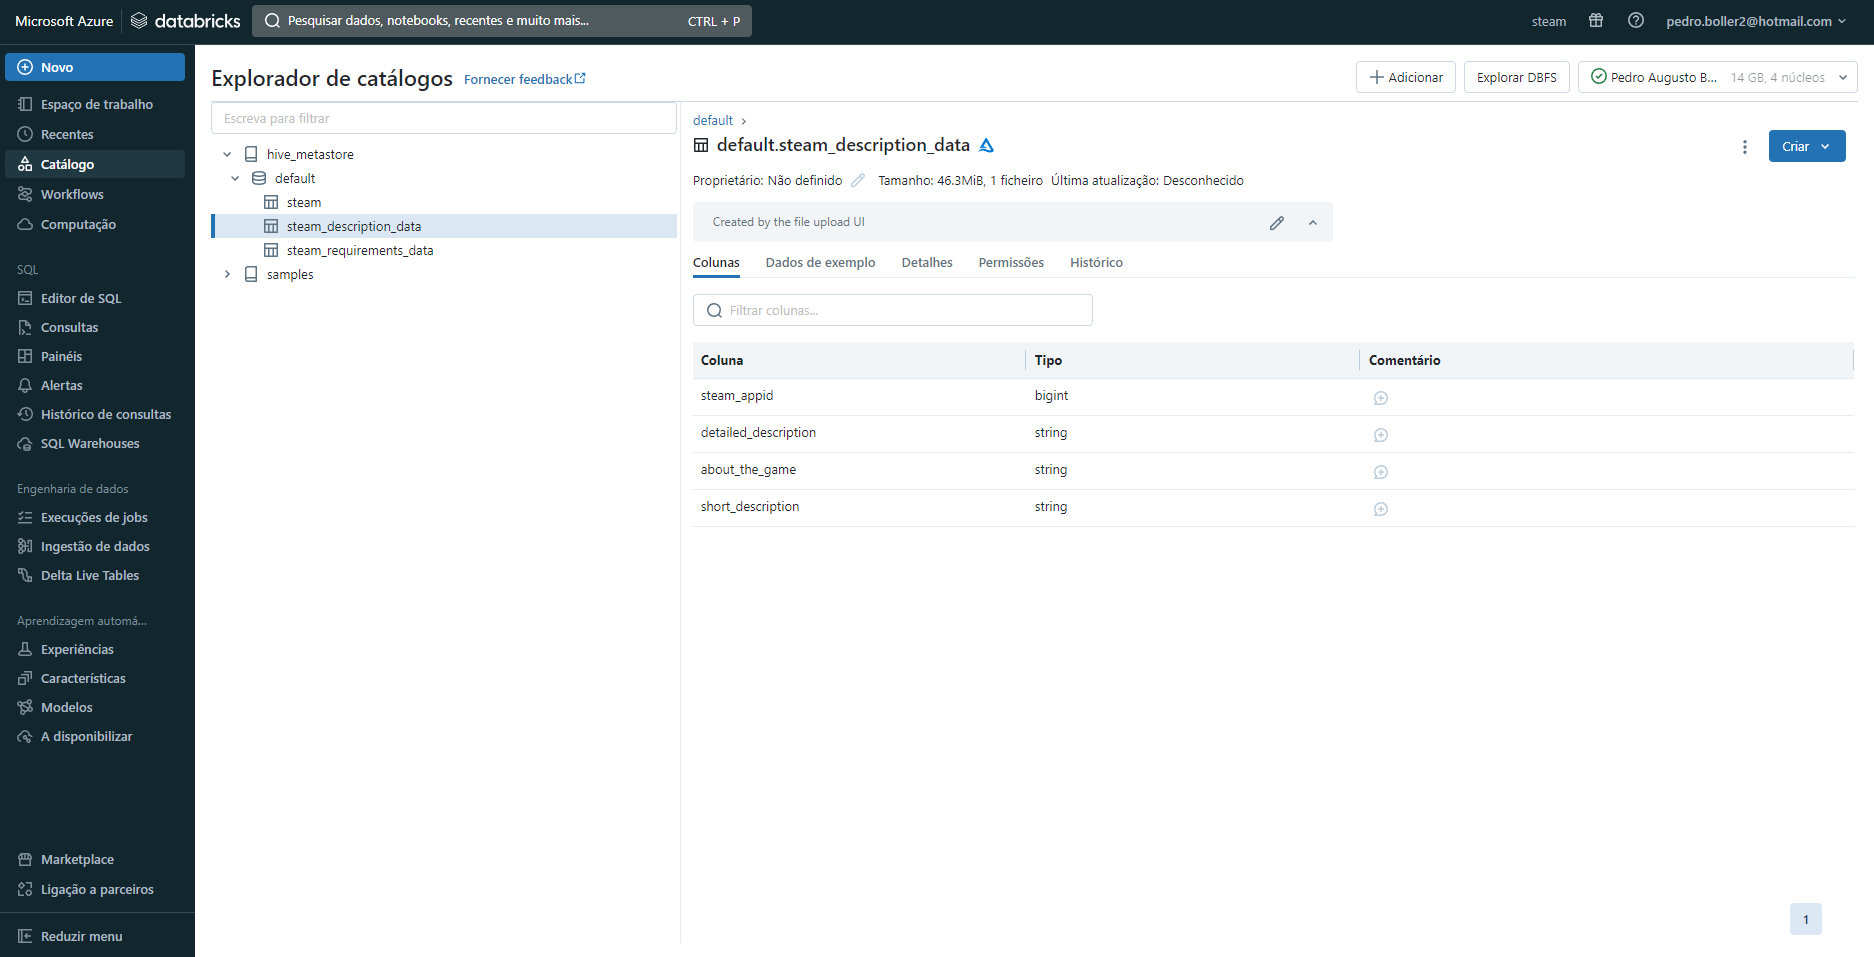 Microsoft Azure databricks Pesquisar dados, notebooks, recentes e muito mais... CTRL + P steam pedro.boller2@hotmail.com
Novo
Espaço de trabalho
Recentes
Catálogo
Workflows
Computação
SQL
Editor de SQL
Consultas
Painéis
Alertas
Histórico de consultas
SQL Warehouses
Engenharia de dados
Execuções de jobs
Ingestão de dados
Delta Live Tables
Aprendizagem automá...
Experiências
Características
Modelos
A disponibilizar
Marketplace
Ligação a parceiros
Reduzir menu
Explorador de catálogos Fornecer feedback
Adicionar Explorar DBFS Pedro Augusto B... 14 GB, 4 núcleos
Escreva para filtrar
hive_metastore
default
steam
steam_description_data
steam_requirements_data
samples
default ›
default.steam_description_data
Criar
Proprietário: Não definido Tamanho: 46.3MiB, 1 ficheiro Última atualização: Desconhecido
Created by the file upload UI
Colunas Dados de exemplo Detalhes Permissões Histórico
Filtrar colunas...
Coluna Tipo Comentário
steam_appid bigint
detailed_description string
about_the_game string
short_description string
1